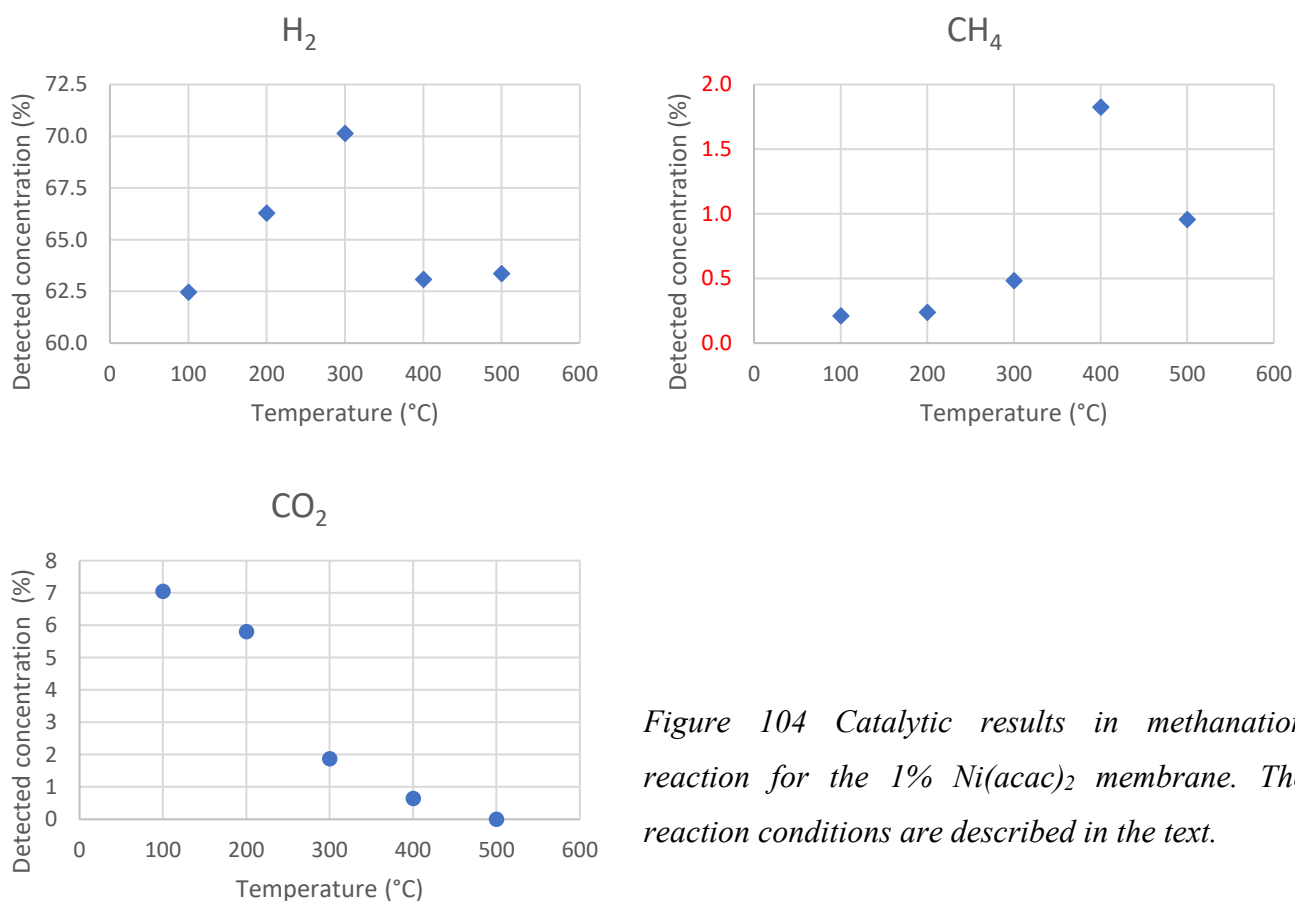 H₂
Detected concentration (%)
72.5
70.0
67.5
65.0
62.5
60.0
0 100 200 300 400 500 600
Temperature (°C)
CH₄
Detected concentration (%)
2.0
1.5
1.0
0.5
0.0
0 100 200 300 400 500 600
Temperature (°C)
CO₂
Detected concentration (%)
8
7
6
5
4
3
2
1
0
0 100 200 300 400 500 600
Temperature (°C)
Figure 104 Catalytic results in methanation
reaction for the 1% Ni(acac)₂ membrane. The
reaction conditions are described in the text.